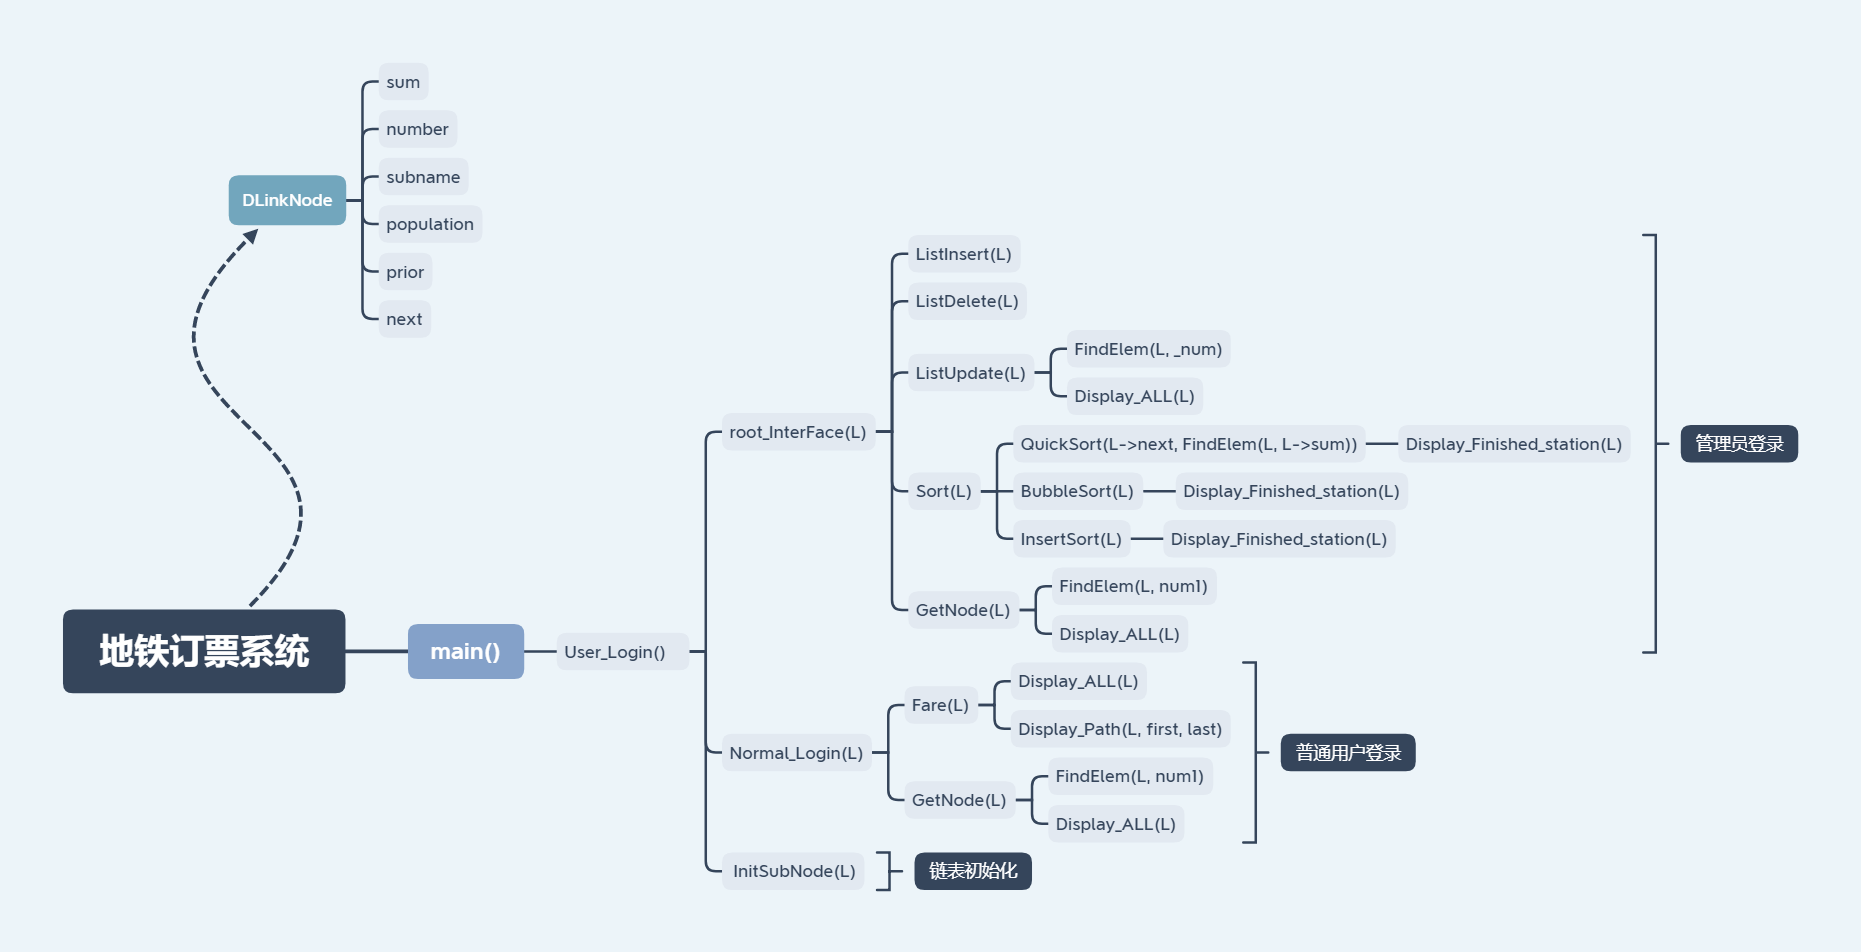 sum
number
subname
DLinkNode
population
prior
next
ListInsert(L)
ListDelete(L)
ListUpdate(L)
FindElem(L, _num)
Display_ALL(L)
root_InterFace(L)
Sort(L)
QuickSort(L->next, FindElem(L, L->sum))
Display_Finished_station(L)
BubbleSort(L)
Display_Finished_station(L)
InsertSort(L)
Display_Finished_station(L)
管理员登录
GetNode(L)
FindElem(L, num1)
Display_ALL(L)
地铁订票系统
main()
User_Login()
Normal_Login(L)
Fare(L)
Display_ALL(L)
Display_Path(L, first, last)
GetNode(L)
FindElem(L, num1)
Display_ALL(L)
普通用户登录
InitSubNode(L)
链表初始化